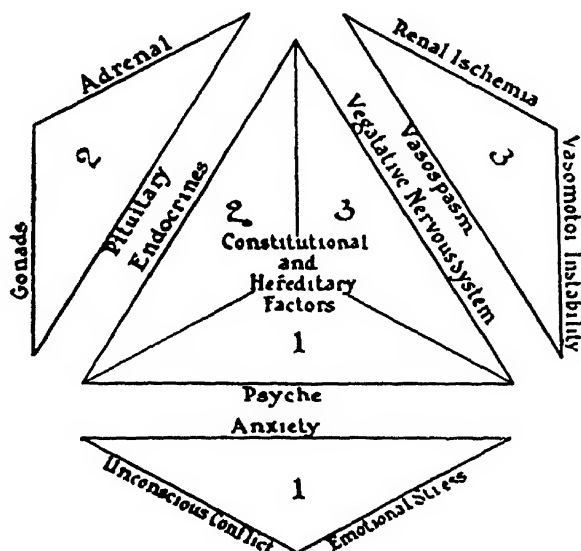 Adrenal
2
Gonads
Pituitary
Endocrines
Renal Ischemia
3
Vasomotor Instability
Vasospasm
Vegatative Nervous System
2
3
Constitutional
and
Hereditary
Factors
1
Psyche
Anxiety
1
Unconscious Conflict
Emotional Stress